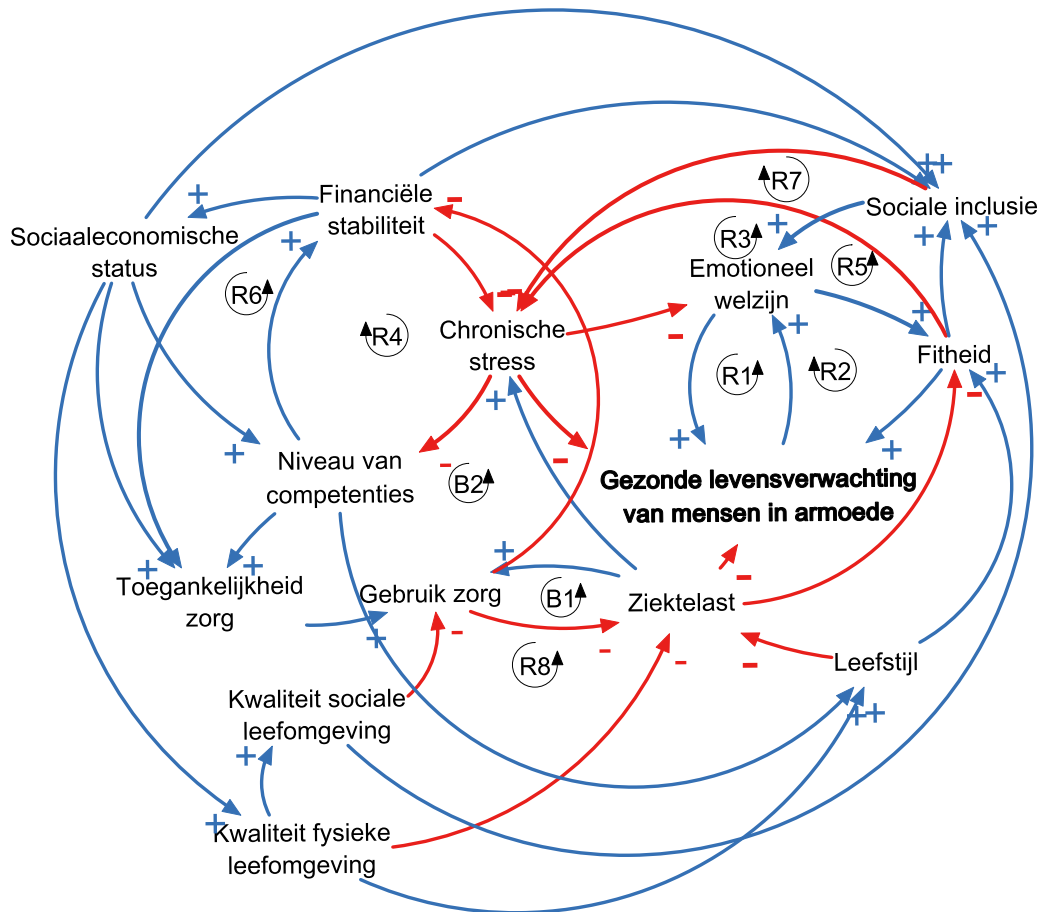 R7
Financiële
stabiliteit
Sociale inclusie
Sociaaleconomische
status
R3
Emotioneel
welzijn
R5
R6
R4
Chronische
stress
Fitheid
R1
R2
Niveau van
competenties
B2
Gezonde levensverwachting
van mensen in armoede
Toegankelijkheid
zorg
Gebruik zorg
B1
Ziektelast
R8
Leefstijl
Kwaliteit sociale
leefomgeving
Kwaliteit fysieke
leefomgeving